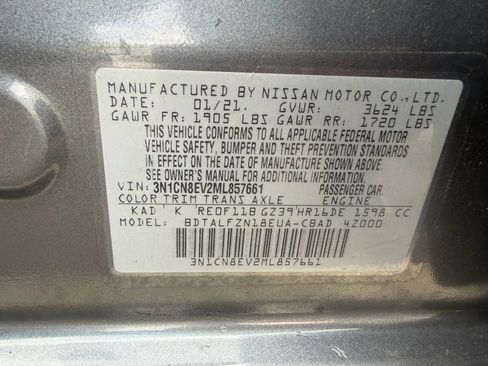 MANUFACTURED BY NISSAN MOTOR CO.,LTD.
DATE: 01/21. GVWR: 3624 LBS
GAWR FR: 1905 LBS GAWR RR: 1720 LBS
THIS VEHICLE CONFORMS TO ALL APPLICABLE FEDERAL MOTOR
VEHICLE SAFETY, BUMPER AND THEFT PREVENTION STANDARDS
IN EFFECT ON THE DATE OF MANUFACTURE SHOWN ABOVE.
SEE OWNER'S MANUAL FOR ADDITIONAL INFORMATION
VIN: 3N1CN8EV2ML857661 PASSENGER CAR.
COLOR TRIM TRANS AXLE ENGINE
KAD K RE0F11B GZ39 HR16DE 1598 CC
MODEL: BDTALFZN18EUA-CBAD 4Z000
3N1CN8EV2ML857661